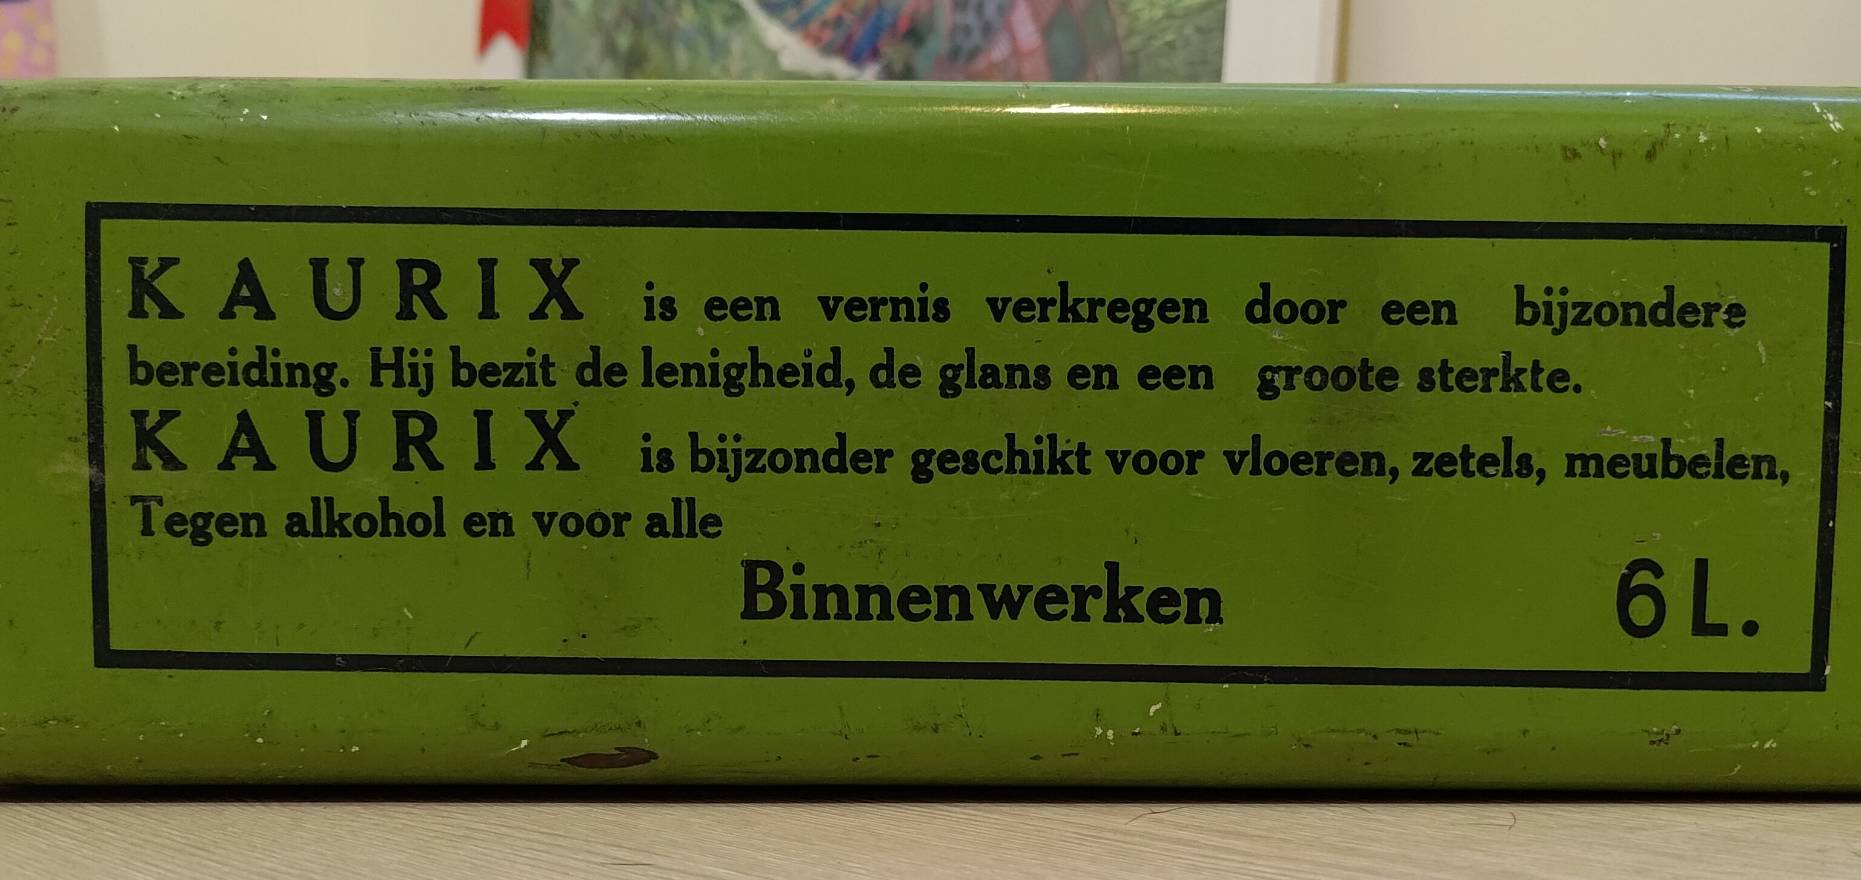 KAURIX is een vernis verkregen door een bijzondere
bereiding. Hij bezit de lenigheid, de glans en een groote sterkte.
KAURIX is bijzonder geschikt voor vloeren, zetels, meubelen,
Tegen alkohol en voor alle
Binnenwerken
6 L.